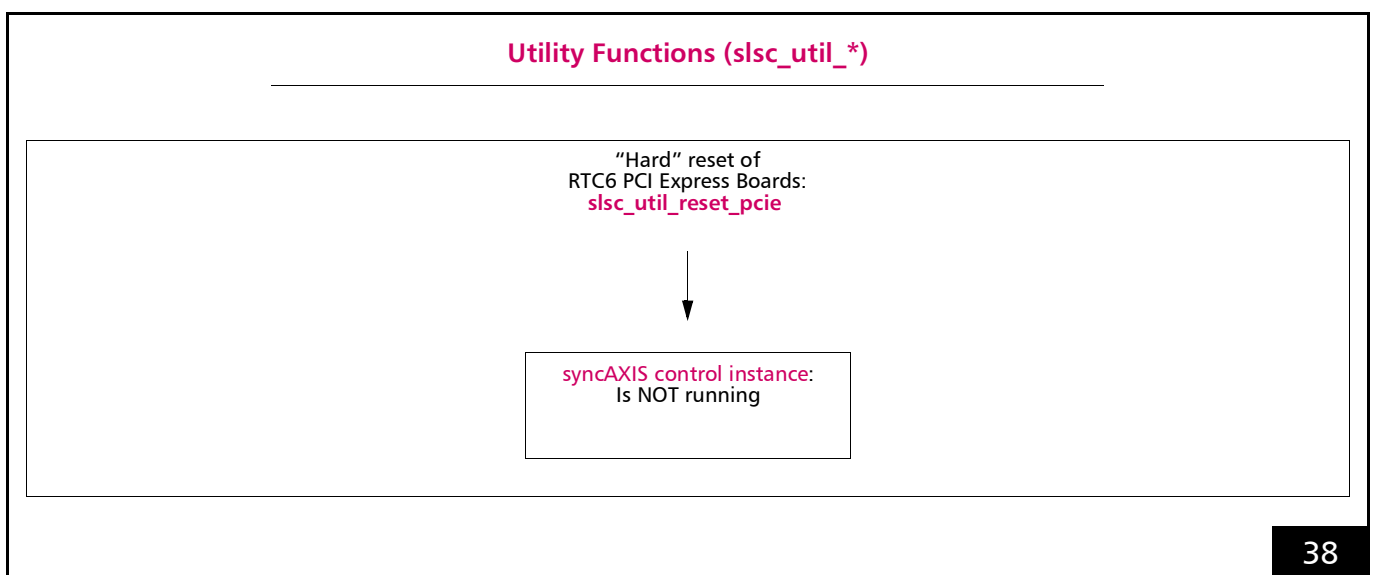 Utility Functions (slsc_util_*)
“Hard” reset of
RTC6 PCI Express Boards:
slsc_util_reset_pcie
syncAXIS control instance:
Is NOT running
38